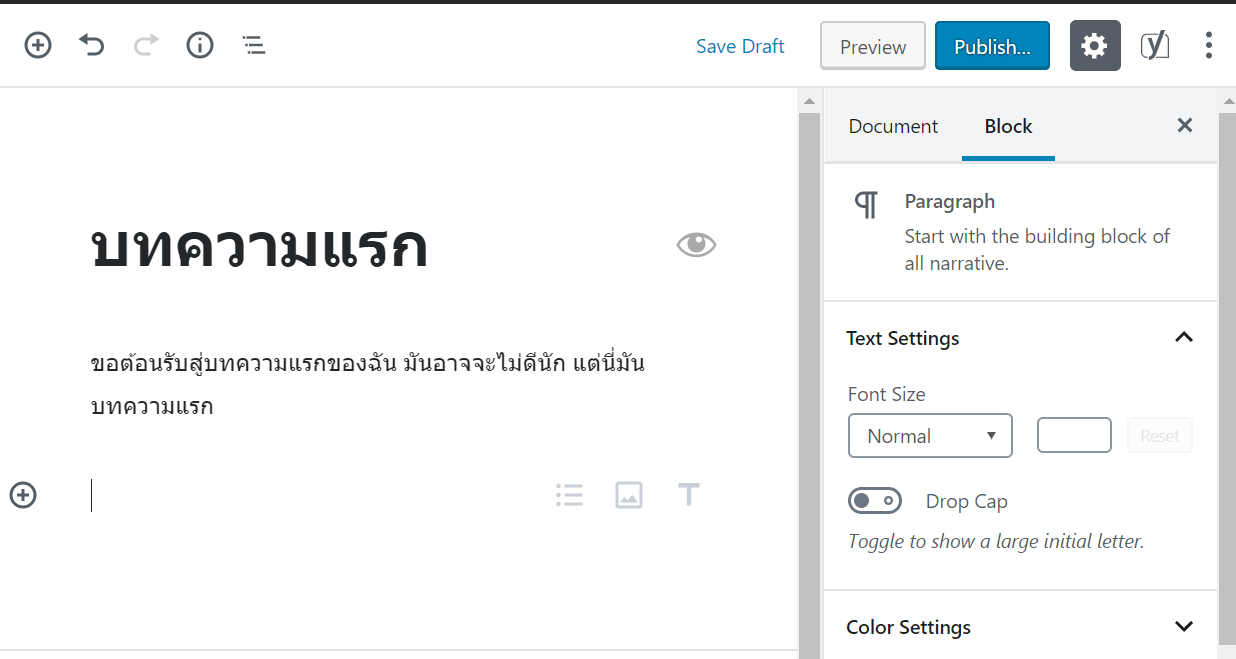 Save Draft
Preview
Publish...
Document
Block
บทความแรก
Paragraph
Start with the building block of
all narrative.
Text Settings
ขอต้อนรับสู่บทความแรกของฉัน มันอาจจะไม่ดีนัก แต่นี่มัน
บทความแรก
Font Size
Normal
Reset
Drop Cap
Toggle to show a large initial letter.
Color Settings